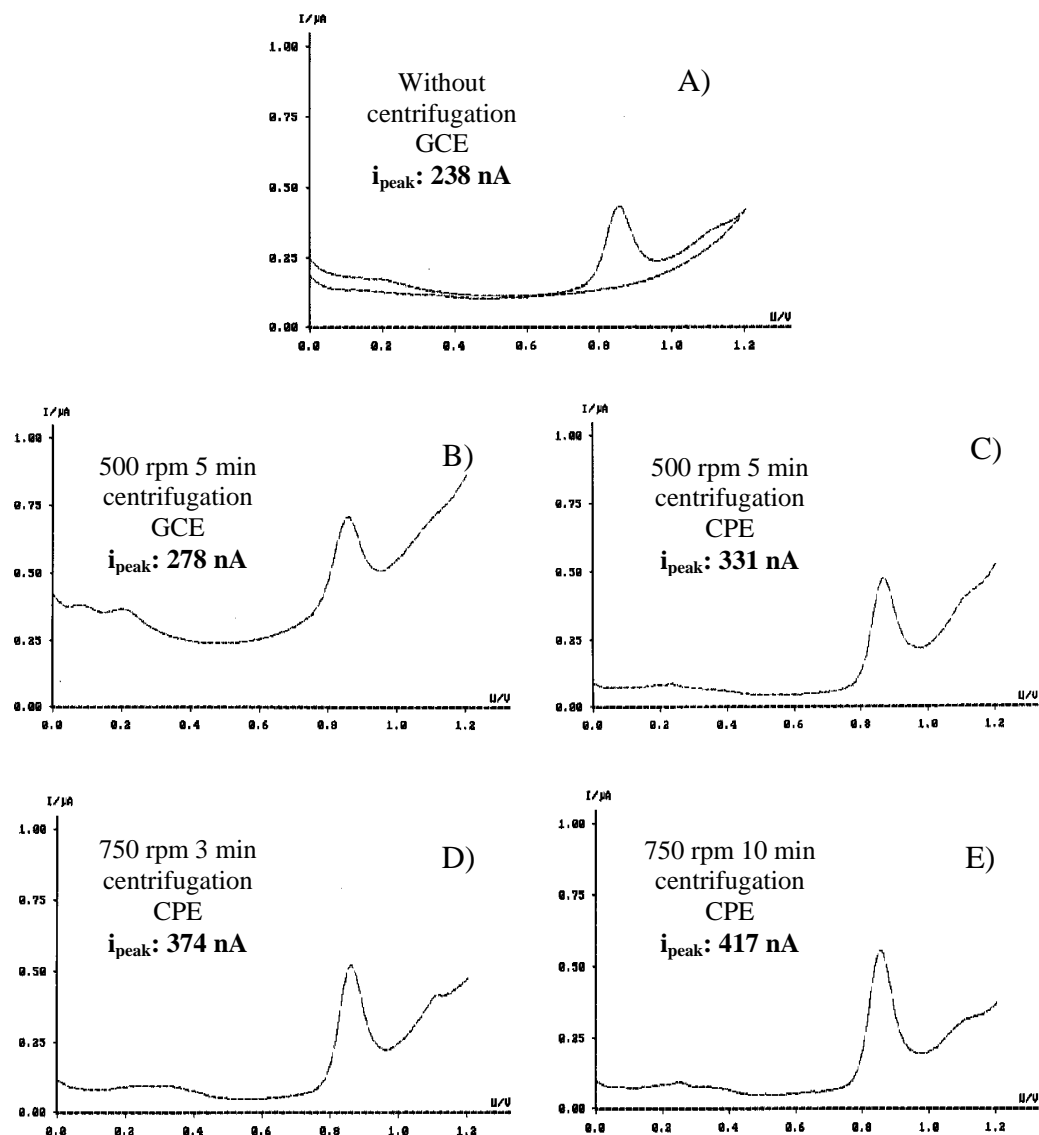 I/µA
1.00
0.75
0.50
0.25
0.00
0.0 0.2 0.4 0.6 0.8 1.0 1.2
U/V
Without
centrifugation
GCE
i_peak: 238 nA
A)
I/µA
1.00
0.75
0.50
0.25
0.00
0.0 0.2 0.4 0.6 0.8 1.0 1.2
U/V
500 rpm 5 min
centrifugation
GCE
i_peak: 278 nA
B)
I/µA
1.00
0.75
0.50
0.25
0.00
0.0 0.2 0.4 0.6 0.8 1.0 1.2
U/V
500 rpm 5 min
centrifugation
CPE
i_peak: 331 nA
C)
I/µA
1.00
0.75
0.50
0.25
0.00
0.0 0.2 0.4 0.6 0.8 1.0 1.2
U/V
750 rpm 3 min
centrifugation
CPE
i_peak: 374 nA
D)
I/µA
1.00
0.75
0.50
0.25
0.00
0.0 0.2 0.4 0.6 0.8 1.0 1.2
U/V
750 rpm 10 min
centrifugation
CPE
i_peak: 417 nA
E)